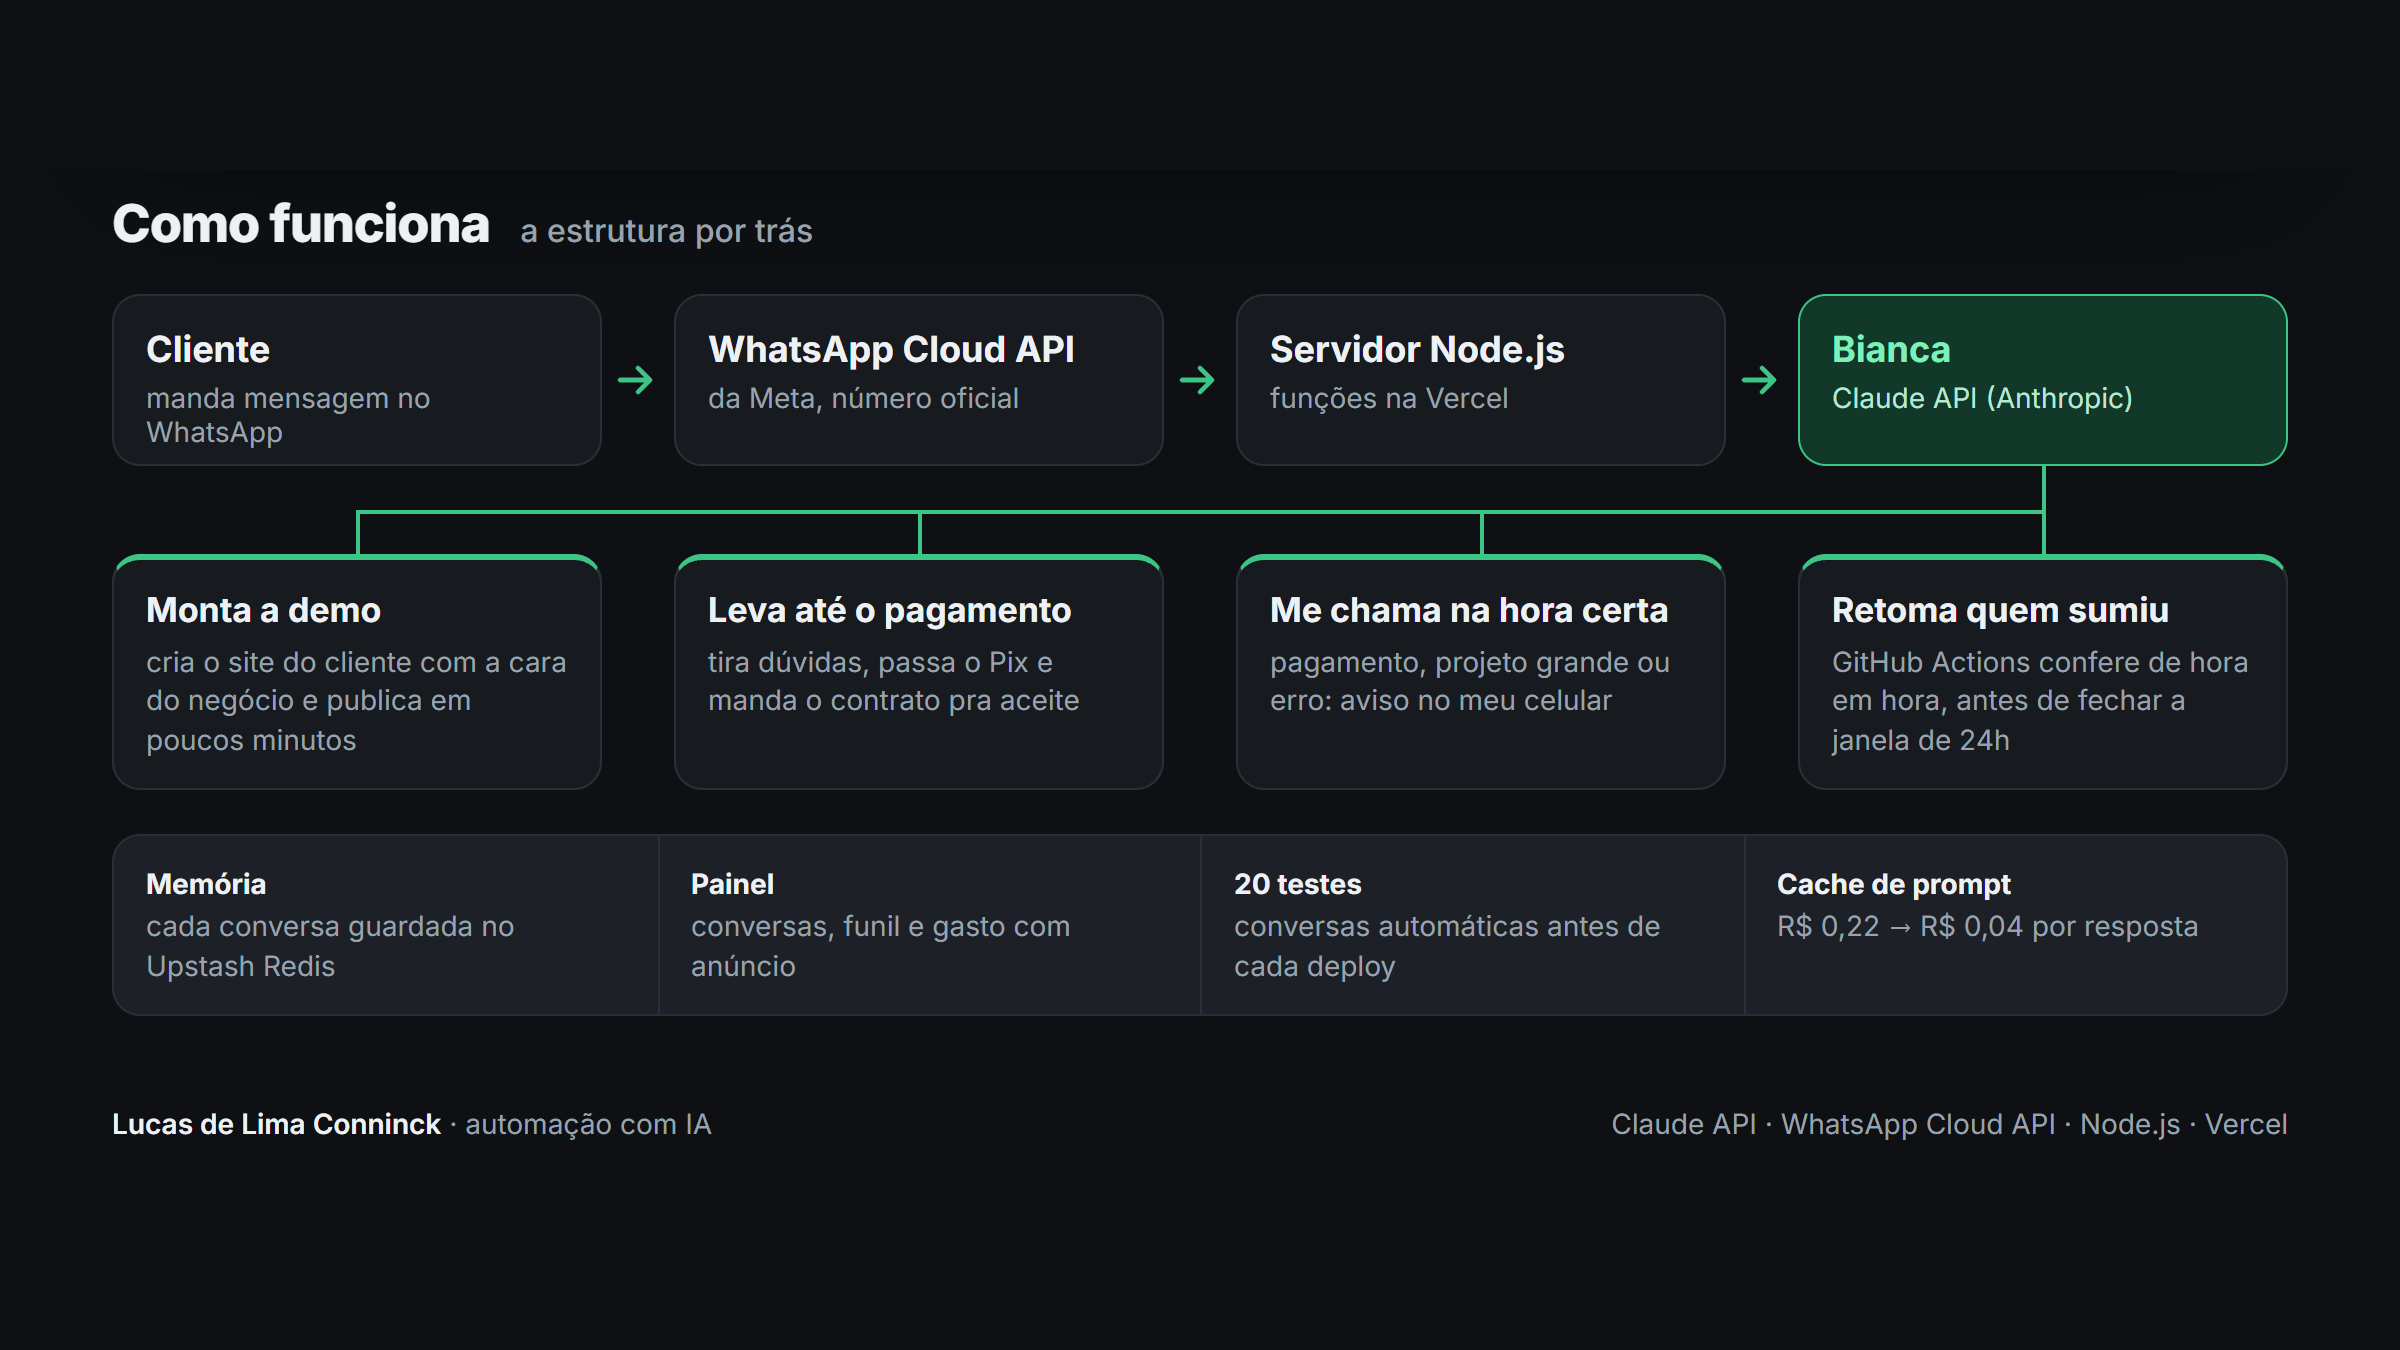 Como funciona a estrutura por trás
Cliente
manda mensagem no
WhatsApp
→
WhatsApp Cloud API
da Meta, número oficial
→
Servidor Node.js
funções na Vercel
→
Bianca
Claude API (Anthropic)
Monta a demo
cria o site do cliente com a cara
do negócio e publica em
poucos minutos
Leva até o pagamento
tira dúvidas, passa o Pix e
manda o contrato pra aceite
Me chama na hora certa
pagamento, projeto grande ou
erro: aviso no meu celular
Retoma quem sumiu
GitHub Actions confere de hora
em hora, antes de fechar a
janela de 24h
Memória
cada conversa guardada no
Upstash Redis
Painel
conversas, funil e gasto com
anúncio
20 testes
conversas automáticas antes de
cada deploy
Cache de prompt
R$ 0,22 → R$ 0,04 por resposta
Lucas de Lima Conninck · automação com IA
Claude API · WhatsApp Cloud API · Node.js · Vercel